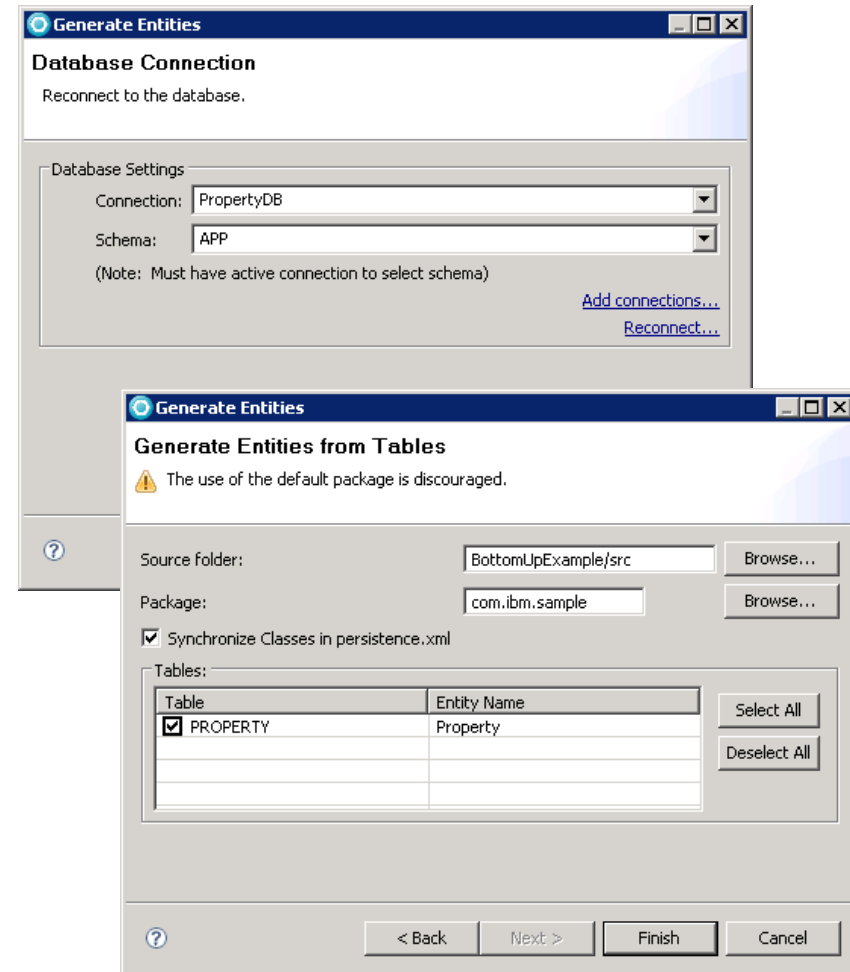 Generate Entities
Database Connection
Reconnect to the database.
Database Settings
Connection: PropertyDB
Schema: APP
(Note: Must have active connection to select schema)
Add connections...
Reconnect...
Generate Entities
Generate Entities from Tables
The use of the default package is discouraged.
Source folder: BottomUpExample/src Browse...
Package: com.ibm.sample Browse...
Synchronize Classes in persistence.xml
Tables:
Table Entity Name
PROPERTY Property
Select All
Deselect All
? ?
< Back Next > Finish Cancel